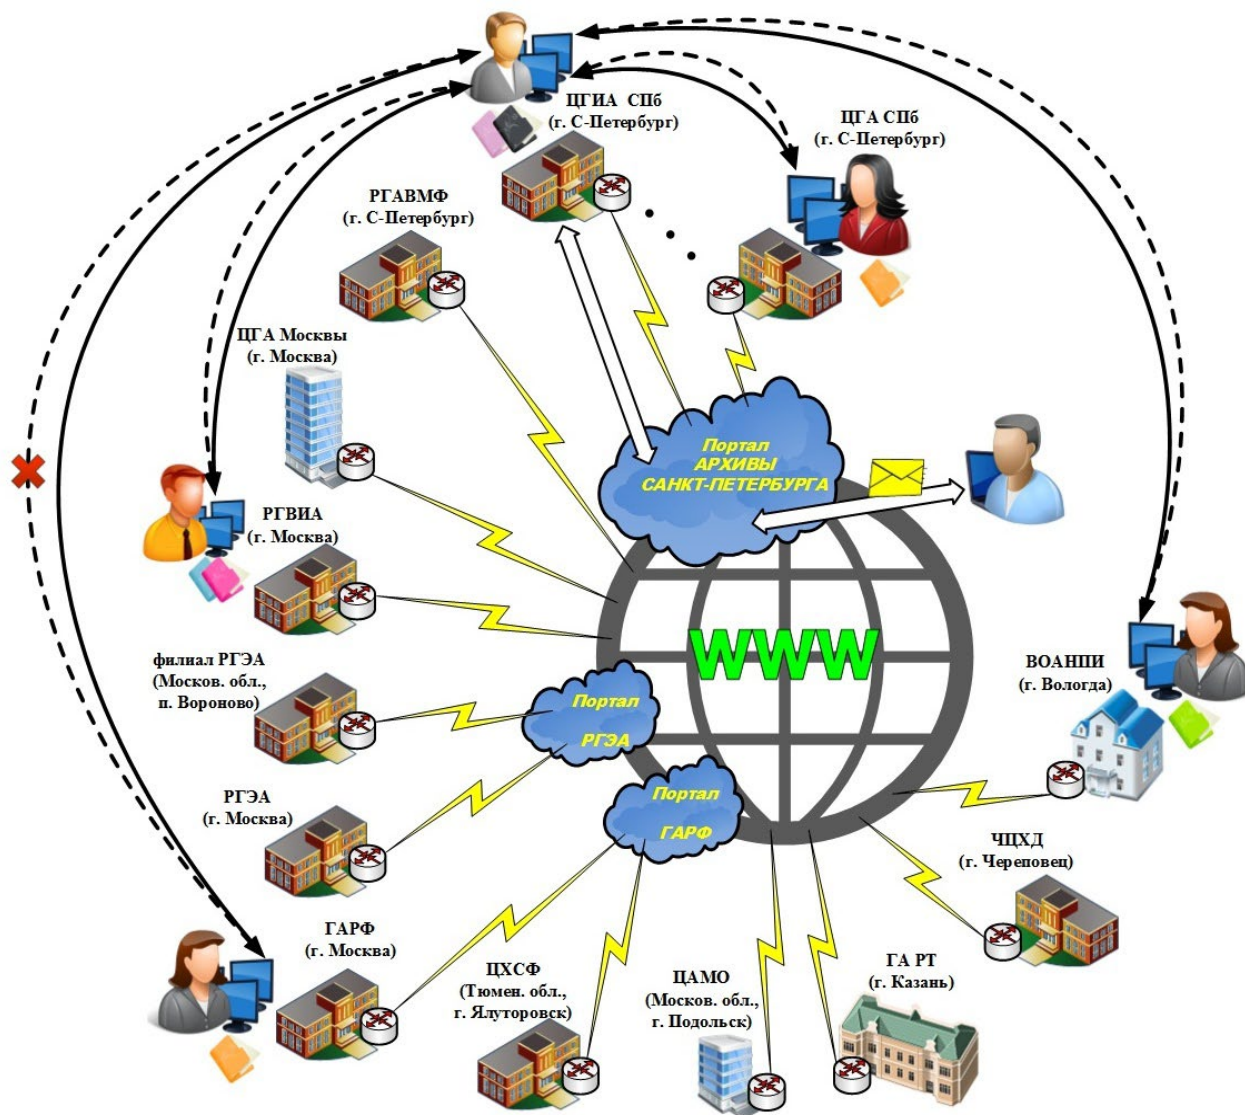 ЦГИА СПб
(г. С-Петербург)
ЦГА СПб
(г. С-Петербург)
РГАВМФ
(г. С-Петербург)
ЦГА Москвы
(г. Москва)
Портал
АРХИВЫ
САНКТ-ПЕТЕРБУРГА
РГВИА
(г. Москва)
WWW
филиал РГЭА
(Москов. обл.,
п. Вороново)
ВОАНПИ
(г. Вологда)
Портал
РГЭА
РГЭА
(г. Москва)
Портал
ГАРФ
ЧЦХД
(г. Череповец)
ГАРФ
(г. Москва)
ЦХСФ
(Тюмен. обл.,
г. Ялуторовск)
ЦАМО
(Москов. обл.,
г. Подольск)
ГА РТ
(г. Казань)